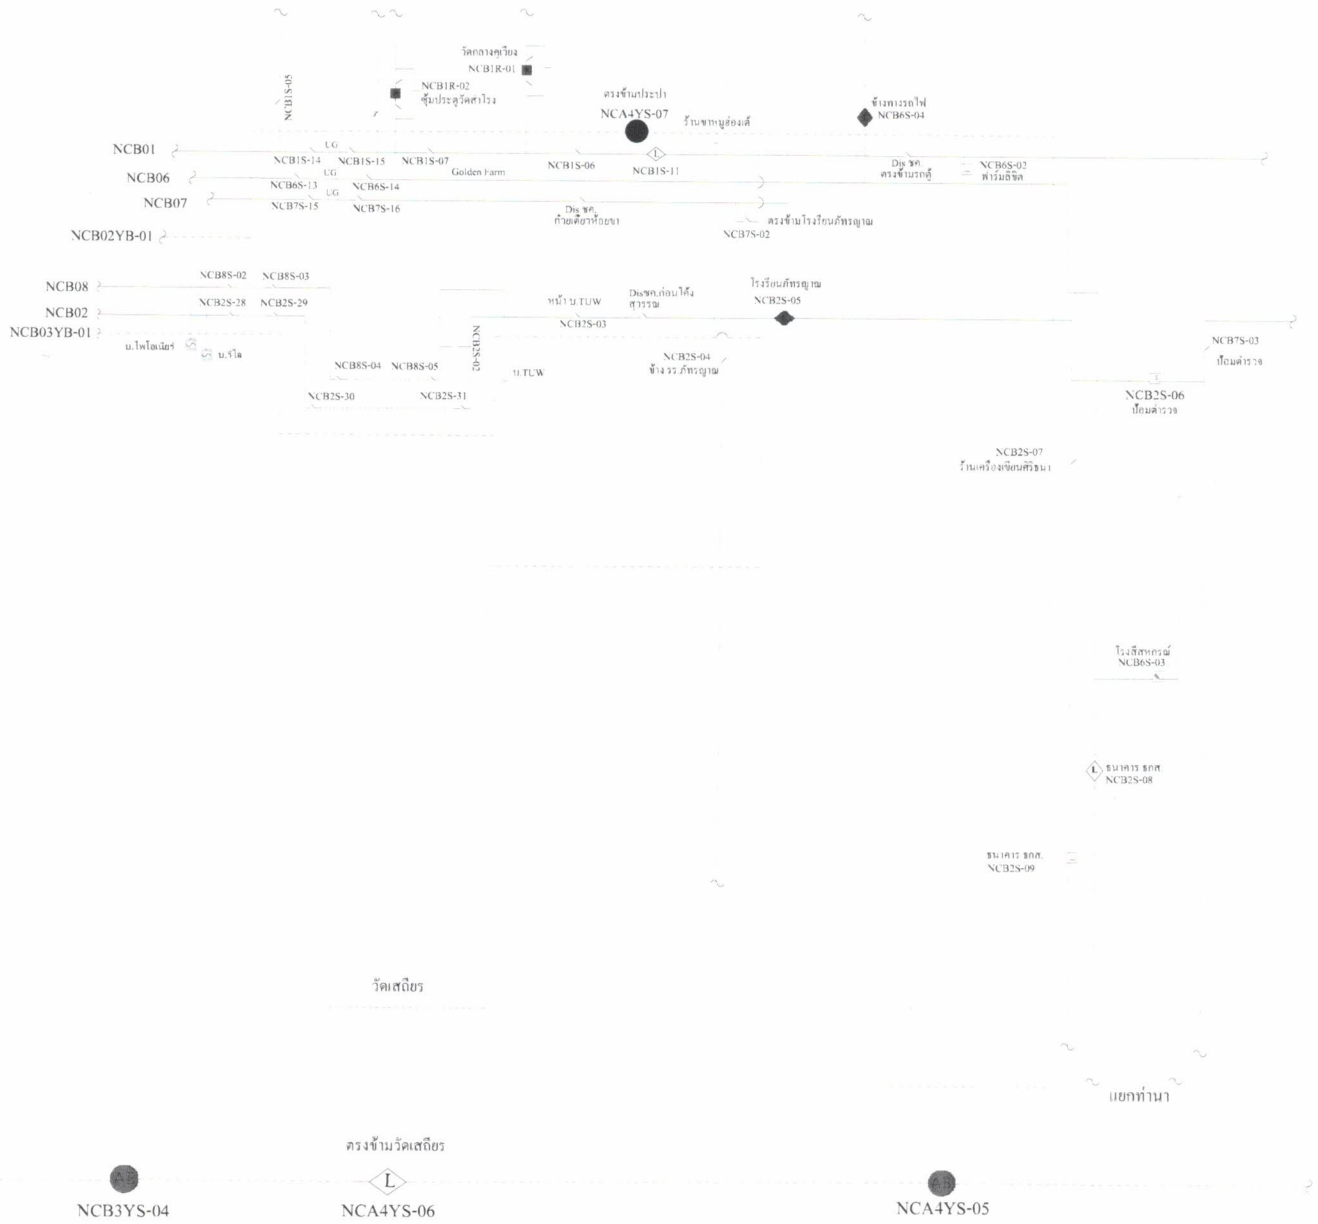 วัดกลางคูเวียง
NCB1R-01
NCB1S-05
NCB1R-02
ซุ้มประตูวัดสำโรง
ตรงข้ามประปา
NCA4YS-07
ร้านขาหมูฮ่องเต้
ข้างทางรถไฟ
NCB6S-04
NCB01
UG
NCB1S-14
NCB1S-15
NCB1S-07
NCB1S-06
L
NCB1S-11
Dis ชค.
ตรงข้ามรถตู้
NCB6S-02
ฟาร์มลิขิต
NCB06
UG
Golden Farm
NCB6S-13
NCB6S-14
NCB07
UG
NCB7S-15
NCB7S-16
Dis ชค.
ก๋วยเตี๋ยวห้อยขา
ตรงข้ามโรงเรียนภัทรญาณ
NCB7S-02
NCB02YB-01
NCB08
NCB8S-02
NCB8S-03
NCB02
NCB2S-28
NCB2S-29
หน้า บ.TUW
NCB2S-03
Disชค.ก่อนโค้ง
สุวรรณ
โรงเรียนภัทรญาณ
NCB2S-05
NCB03YB-01
บ.ไพโอเนียร์
บ.รีโล
NCB2S-02
NCB8S-04
NCB8S-05
บ.TUW
NCB2S-04
ข้าง รร.ภัทรญาณ
NCB7S-03
ป้อมตำรวจ
NCB2S-30
NCB2S-31
NCB2S-06
ป้อมตำรวจ
NCB2S-07
ร้านเครื่องเขียนศิริธนา
โรงสีสหกรณ์
NCB6S-03
L
ธนาคาร ธกส.
NCB2S-08
ธนาคาร ธกส.
NCB2S-09
วัดเสถียร
แยกท่านา
ตรงข้ามวัดเสถียร
AB
L
AB
NCB3YS-04
NCA4YS-06
NCA4YS-05